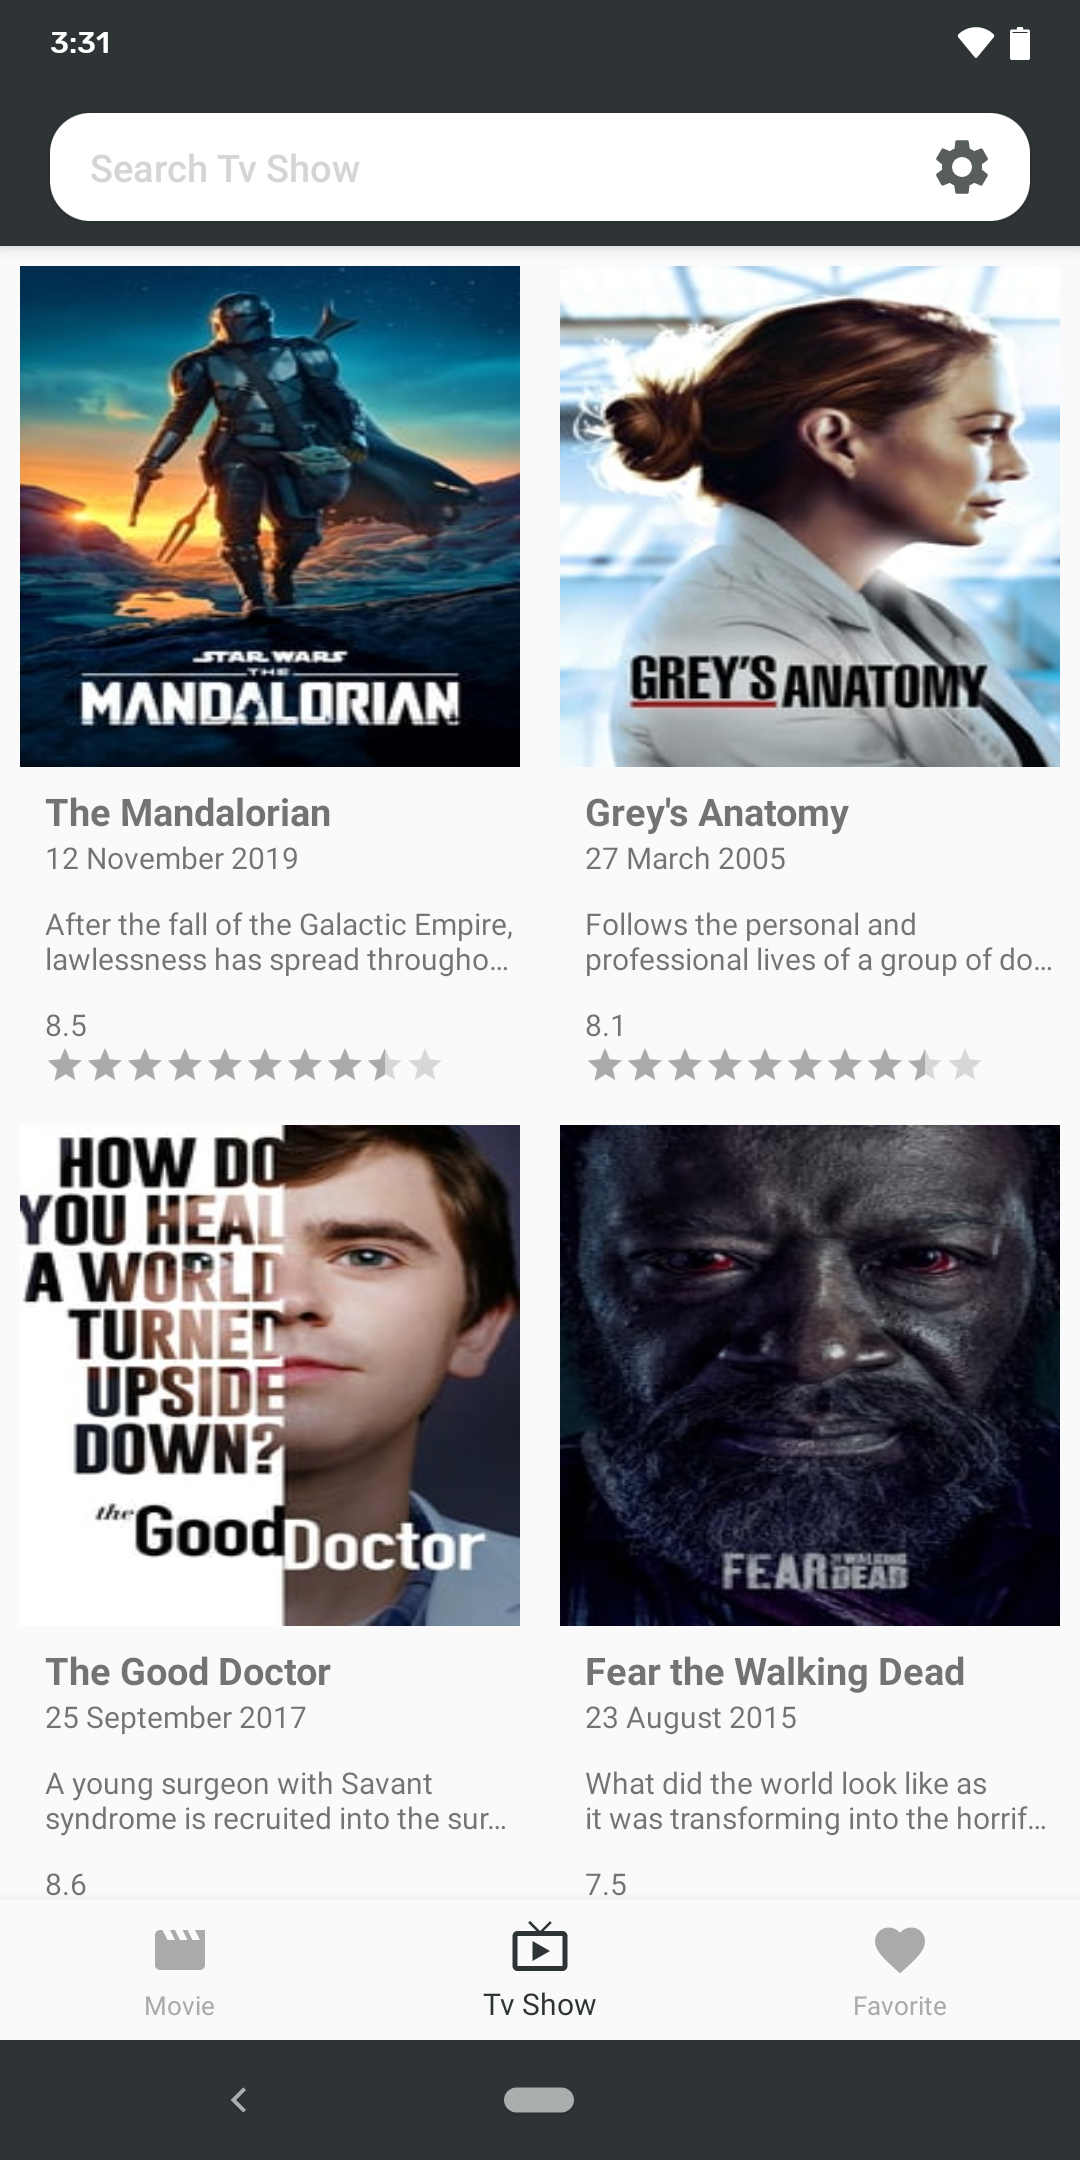 3:31
Search Tv Show
STAR WARS
THE
MANDALORIAN
GREY'S ANATOMY
The Mandalorian
12 November 2019
After the fall of the Galactic Empire,
lawlessness has spread througho...
8.5
Grey's Anatomy
27 March 2005
Follows the personal and
professional lives of a group of do...
8.1
HOW DO
YOU HEAL
A WORLD
TURNED
UPSIDE
DOWN?
the Good Doctor
FEAR THE WALKING DEAD
The Good Doctor
25 September 2017
A young surgeon with Savant
syndrome is recruited into the sur...
8.6
Fear the Walking Dead
23 August 2015
What did the world look like as
it was transforming into the horrif...
7.5
Movie
Tv Show
Favorite